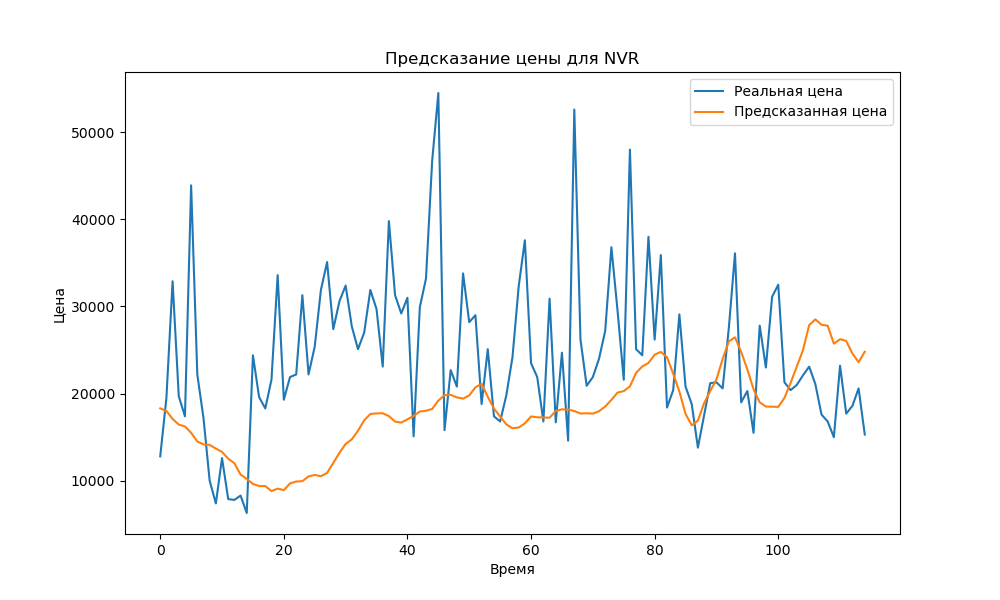 Предсказание цены для NVR
Реальная цена
Предсказанная цена
Цена
50000
40000
30000
20000
10000
0 20 40 60 80 100
Время